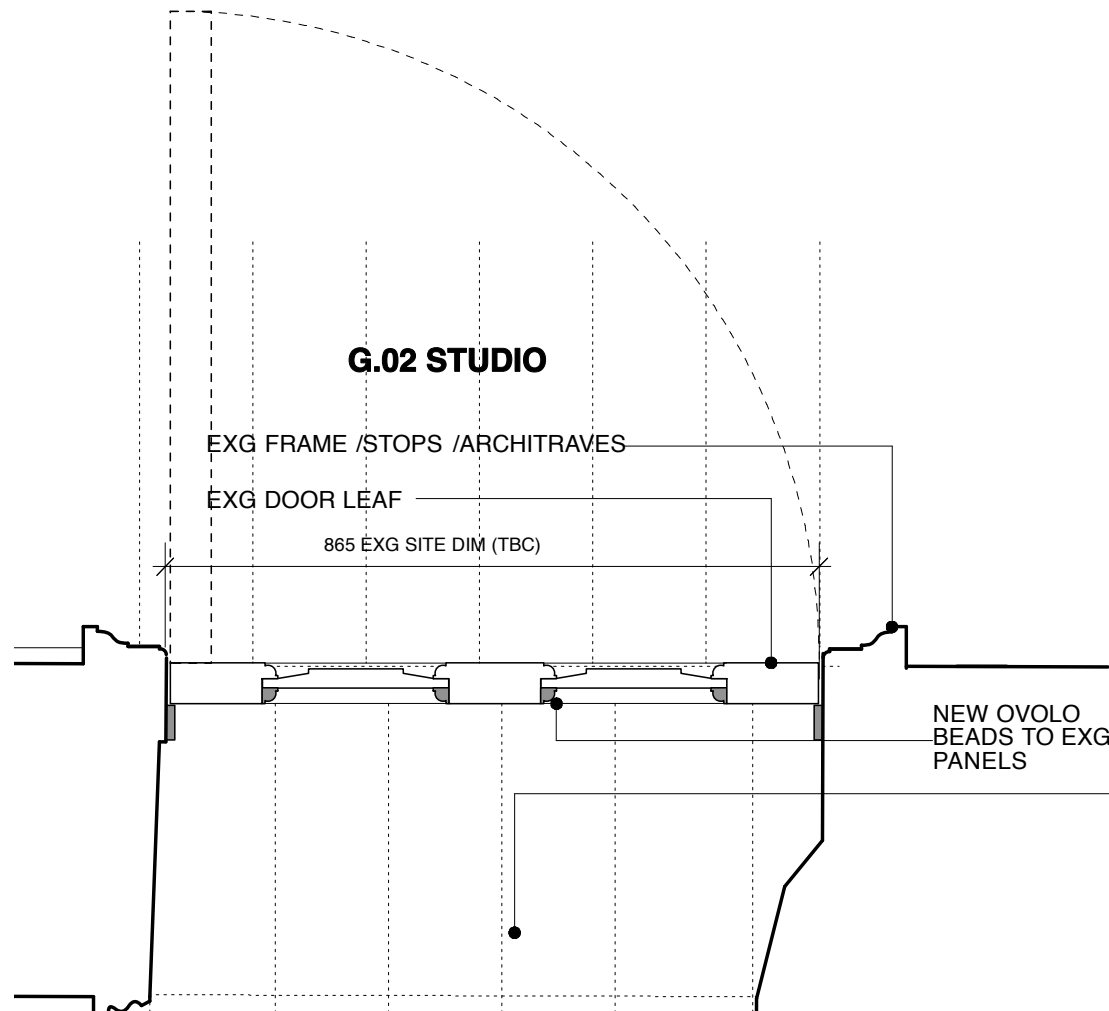 G.02 STUDIO
EXG FRAME /STOPS /ARCHITRAVES
EXG DOOR LEAF
865 EXG SITE DIM (TBC)
NEW OVOLO
BEADS TO EXG
PANELS